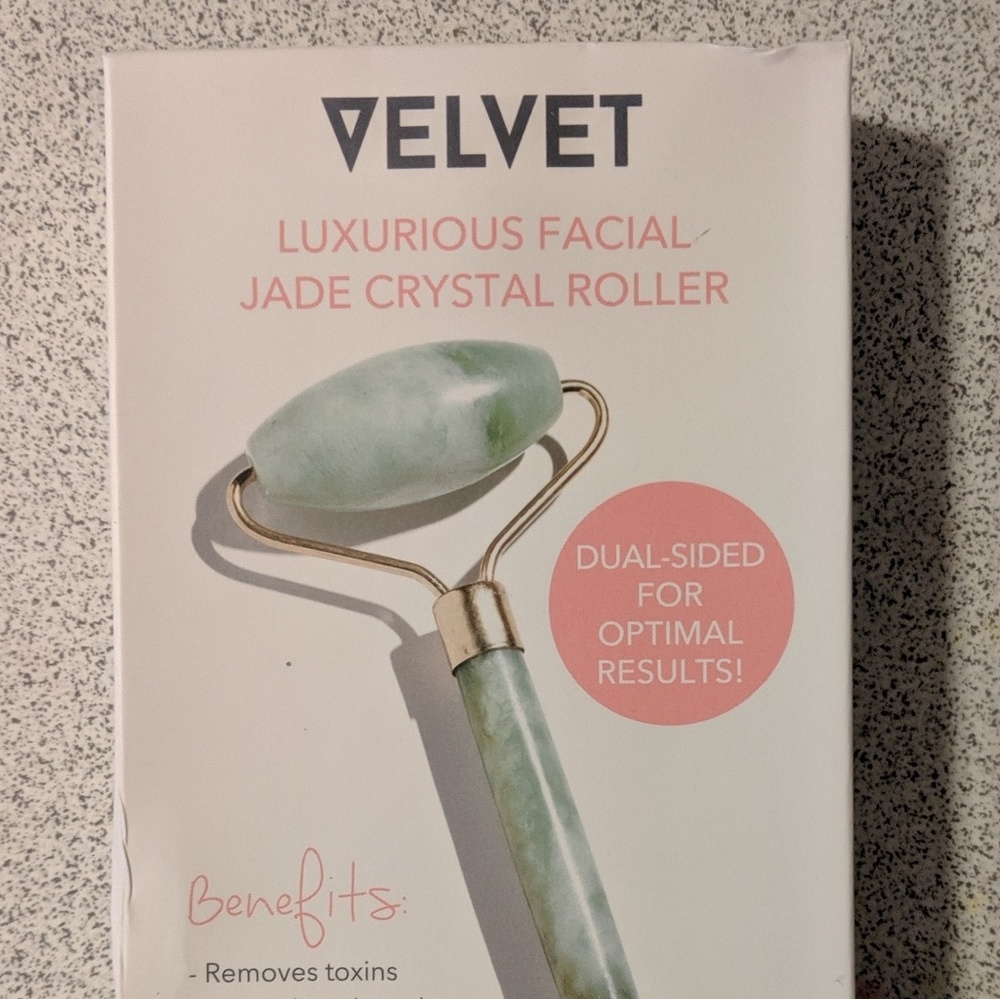 VELVET
LUXURIOUS FACIAL
JADE CRYSTAL ROLLER
DUAL-SIDED
FOR
OPTIMAL
RESULTS!
Benefits:
- Removes toxins